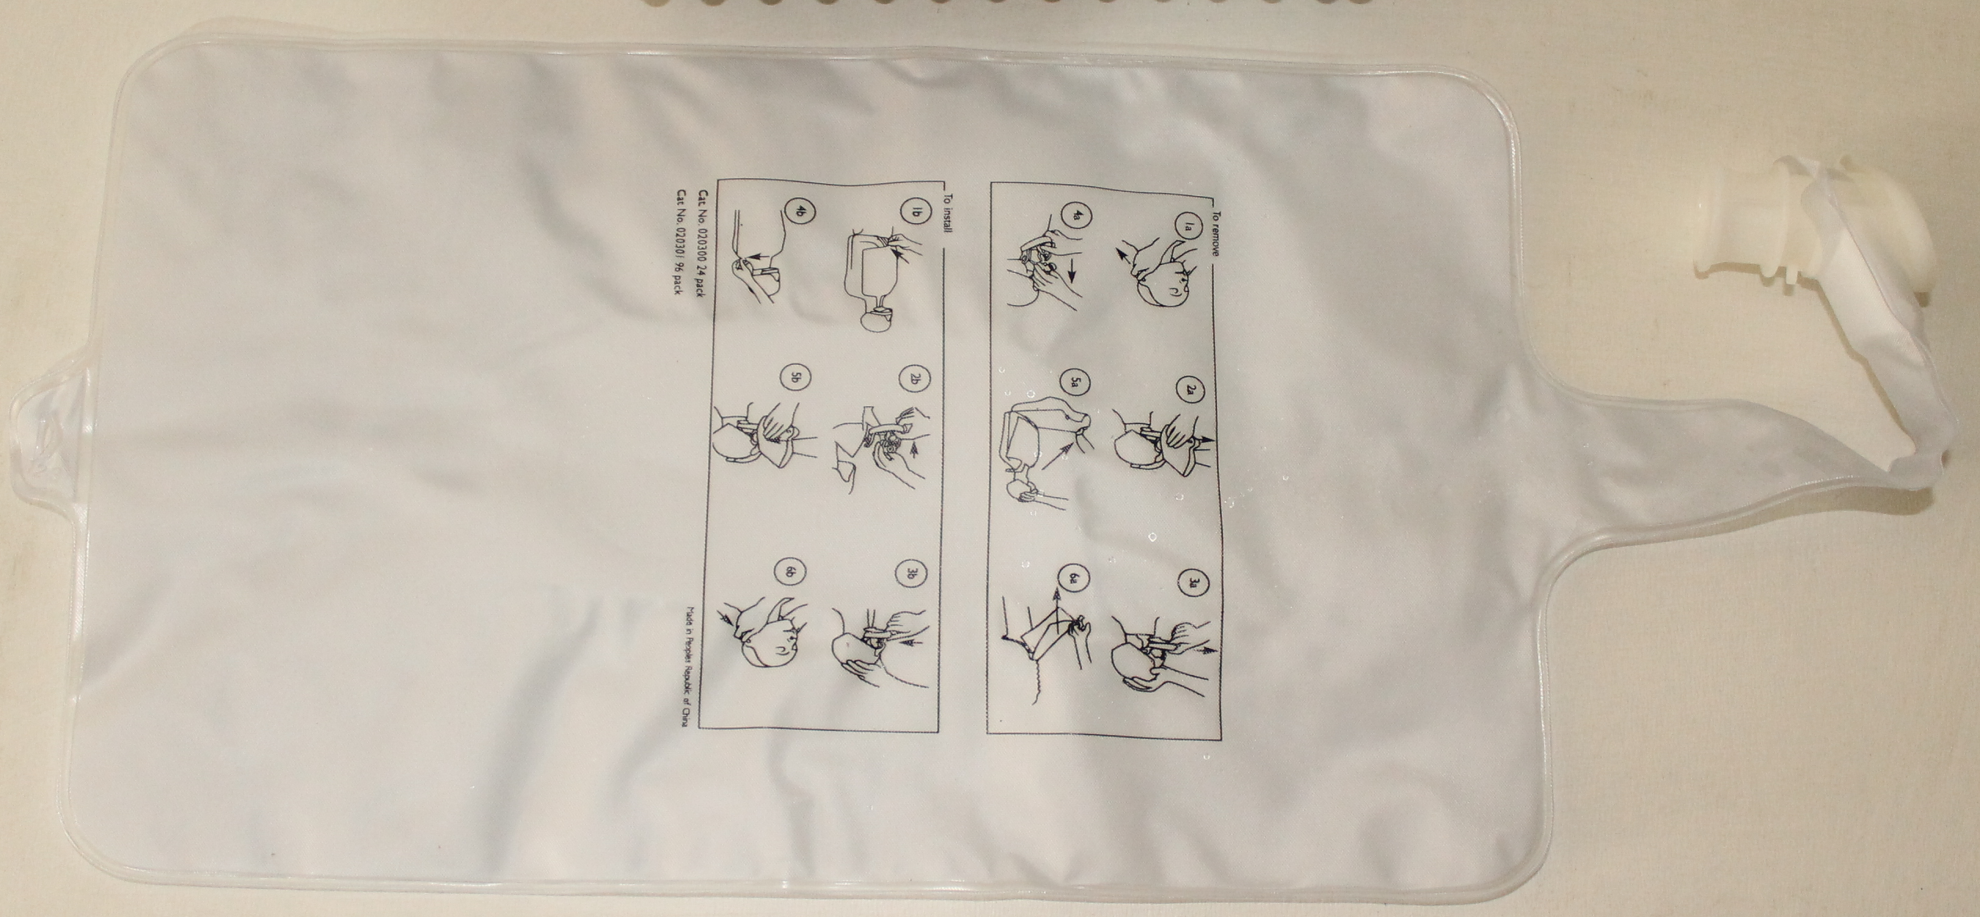 To remove
1a 2a 3a
4a 5a 6a
To install
1b 2b 3b
4b 5b 6b
Cat. No. 020300 24 pack
Cat No. 020301 96 pack
Made in Peoples Republic of China